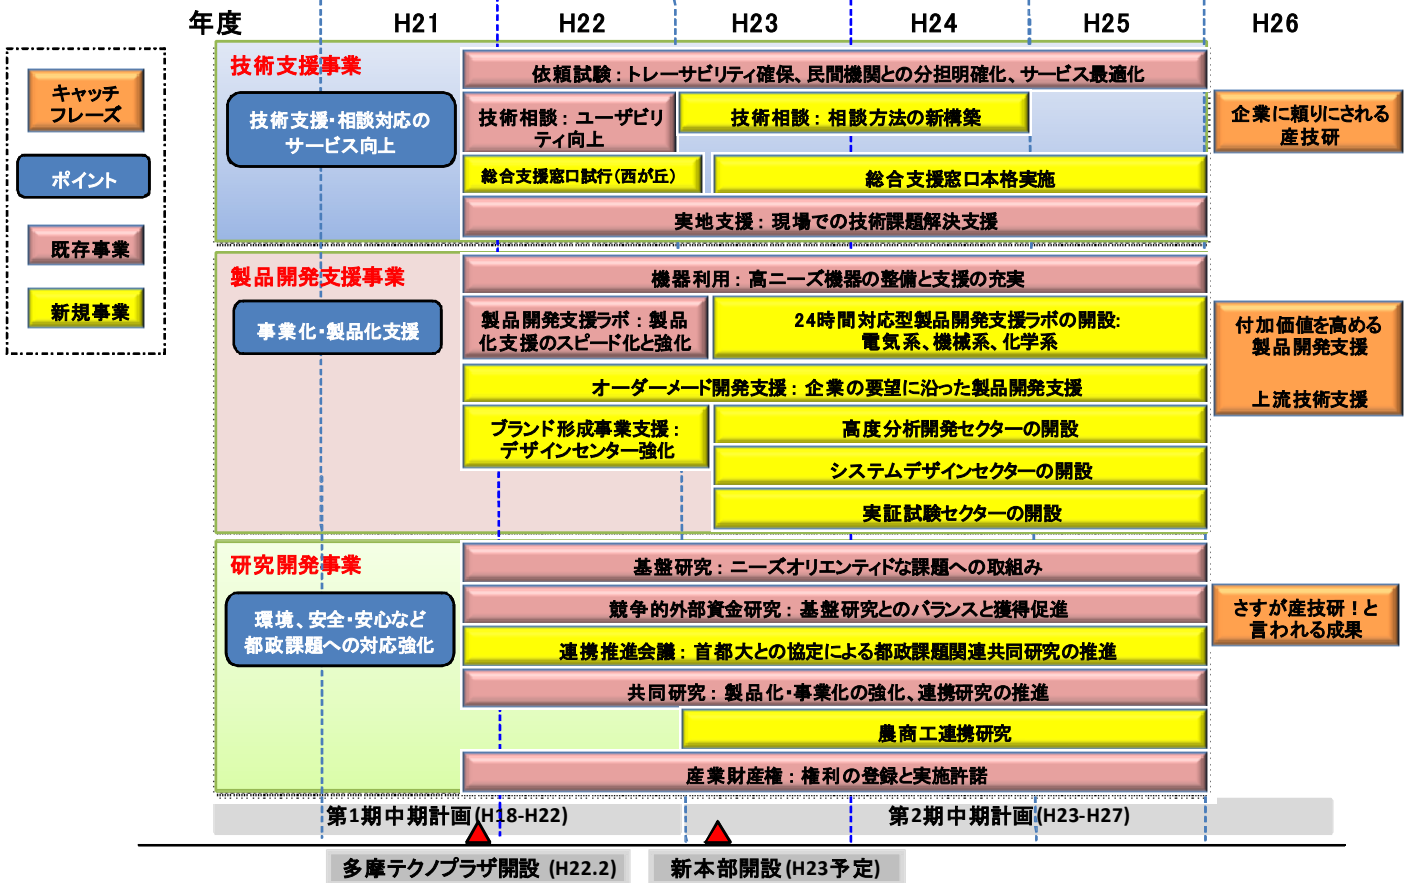 年度
H21
H22
H23
H24
H25
H26
キャッチ
フレーズ
ポイント
既存事業
新規事業
技術支援事業
技術支援・相談対応の
サービス向上
依頼試験：トレーサビリティ確保、民間機関との分担明確化、サービス最適化
技術相談：ユーザビリ
ティ向上
技術相談：相談方法の新構築
総合支援窓口試行（西が丘）
総合支援窓口本格実施
実地支援：現場での技術課題解決支援
企業に頼りにされる
産技研
製品開発支援事業
事業化・製品化支援
機器利用：高ニーズ機器の整備と支援の充実
製品開発支援ラボ：製品
化支援のスピード化と強化
24時間対応型製品開発支援ラボの開設:
電気系、機械系、化学系
オーダーメード開発支援：企業の要望に沿った製品開発支援
ブランド形成事業支援：
デザインセンター強化
高度分析開発セクターの開設
システムデザインセクターの開設
実証試験セクターの開設
付加価値を高める
製品開発支援
上流技術支援
研究開発事業
環境、安全・安心など
都政課題への対応強化
基盤研究：ニーズオリエンティドな課題への取組み
競争的外部資金研究：基盤研究とのバランスと獲得促進
連携推進会議：首都大との協定による都政課題関連共同研究の推進
共同研究：製品化・事業化の強化、連携研究の推進
農商工連携研究
産業財産権：権利の登録と実施許諾
さすが産技研！と
言われる成果
第1期中期計画(H18-H22)
第2期中期計画(H23-H27)
多摩テクノプラザ開設 (H22.2)
新本部開設(H23予定)